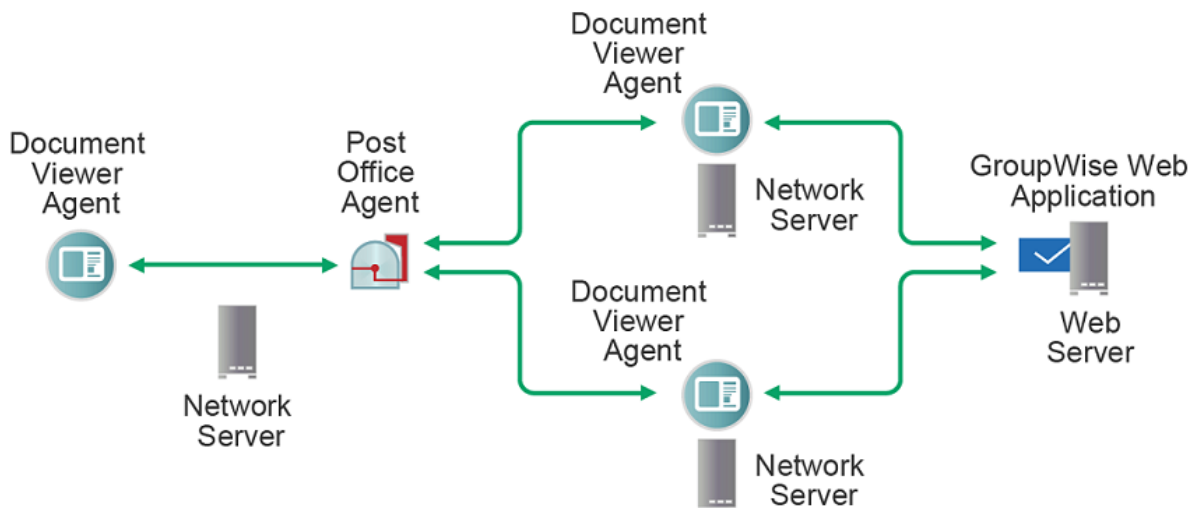 Document
Viewer
Agent
Post
Office
Agent
Network
Server
Document
Viewer
Agent
Network
Server
Document
Viewer
Agent
Network
Server
GroupWise Web
Application
Web
Server